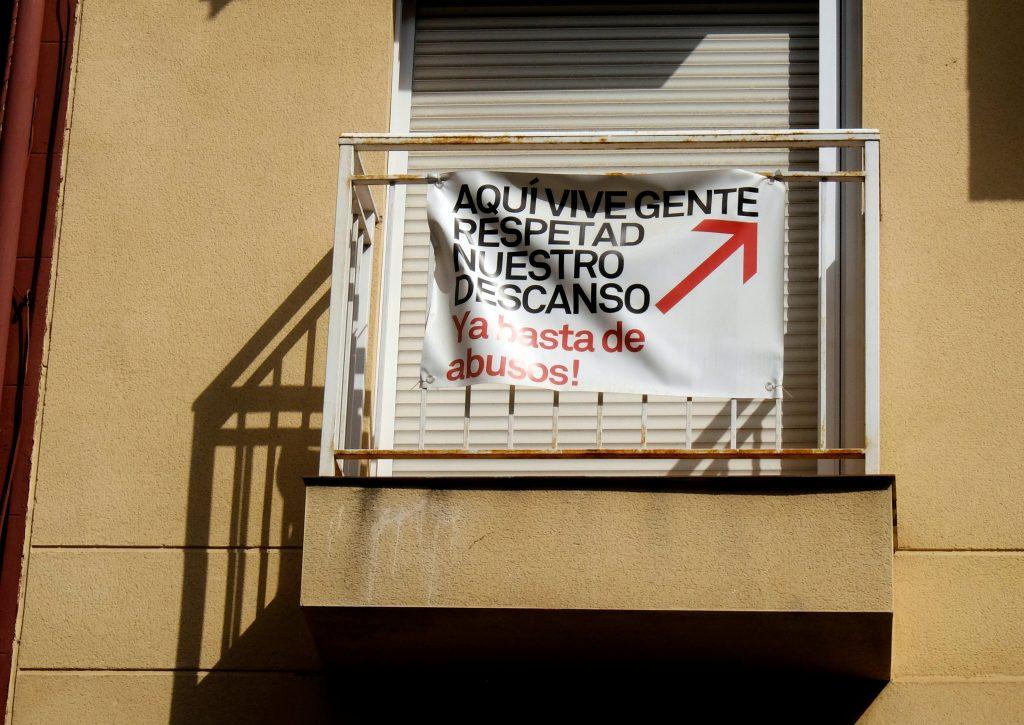 AQUÍ VIVE GENTE
RESPETAD
NUESTRO
DESCANSO
Ya basta de
abusos!